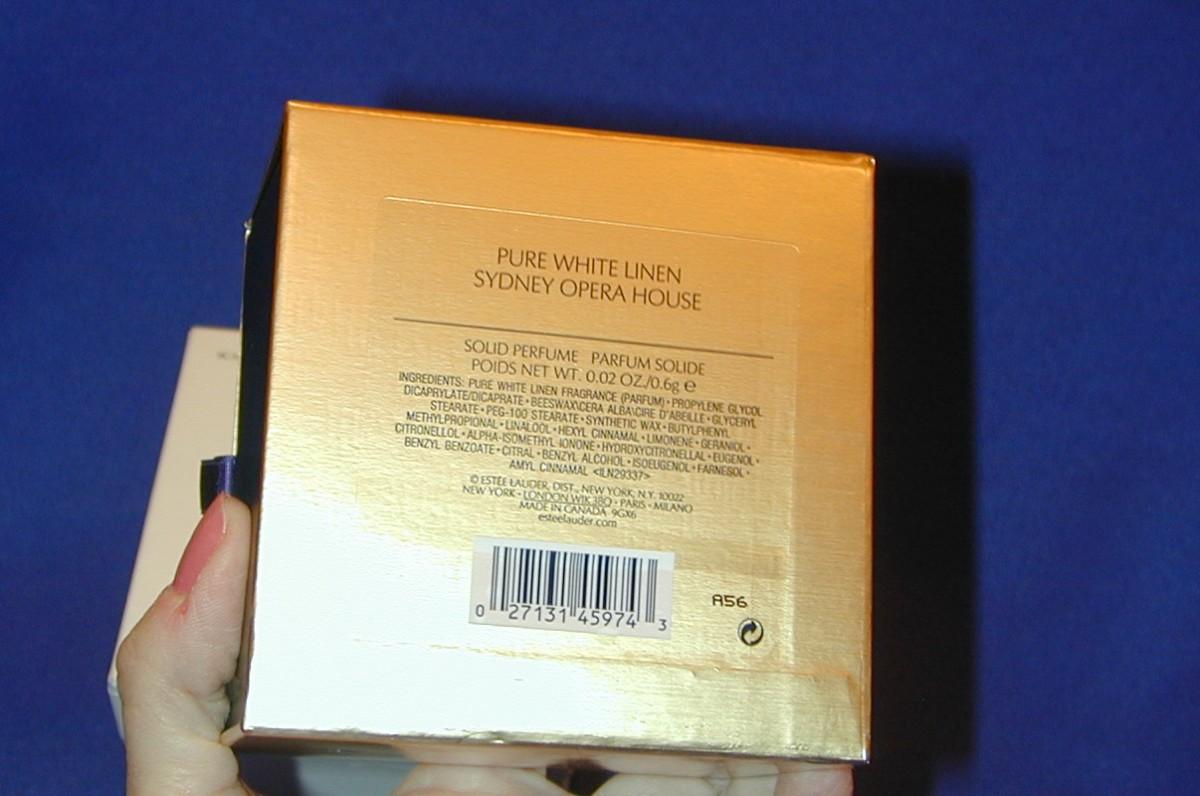 PURE WHITE LINEN
SYDNEY OPERA HOUSE
SOLID PERFUME PARFUM SOLIDE
POIDS NET WT. 0.02 OZ./0.6g ℮
INGREDIENTS: PURE WHITE LINEN FRAGRANCE (PARFUM) • PROPYLENE GLYCOL
DICAPRYLATE/DICAPRATE • BEESWAX\CERA ALBA\CIRE D'ABEILLE • GLYCERYL
STEARATE • PEG-100 STEARATE • SYNTHETIC WAX • BUTYLPHENYL
METHYLPROPIONAL • LINALOOL • HEXYL CINNAMAL • LIMONENE • GERANIOL •
CITRONELLOL • ALPHA-ISOMETHYL IONONE • HYDROXYCITRONELLAL • EUGENOL •
BENZYL BENZOATE • CITRAL • BENZYL ALCOHOL • ISOEUGENOL • FARNESOL •
AMYL CINNAMAL <ILN29337>
© ESTĒE LAUDER, DIST., NEW YORK, N.Y. 10022
NEW YORK • LONDON W1K 3BQ • PARIS • MILANO
MADE IN CANADA 9GX6
esteelauder.com
0 27131 45974 3
A56